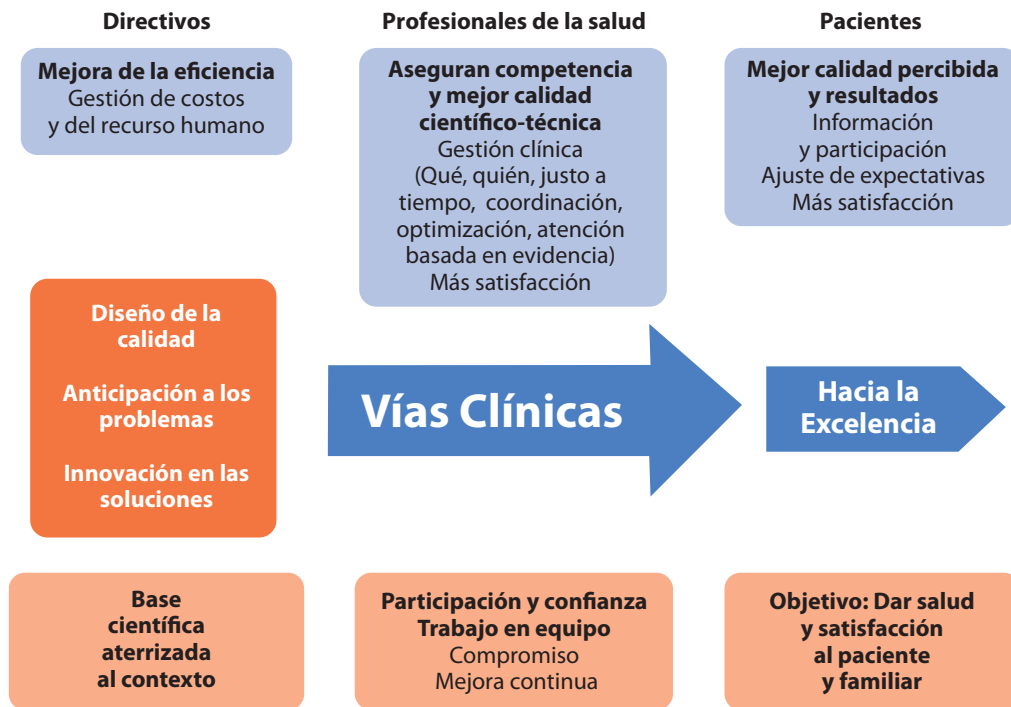 Directivos
Mejora de la eficiencia
Gestión de costos
y del recurso humano
Profesionales de la salud
Aseguran competencia
y mejor calidad
científico-técnica
Gestión clínica
(Qué, quién, justo a
tiempo, coordinación,
optimización, atención
basada en evidencia)
Más satisfacción
Pacientes
Mejor calidad percibida
y resultados
Información
y participación
Ajuste de expectativas
Más satisfacción
Diseño de la
calidad
Anticipación a los
problemas
Innovación en las
soluciones
Vías Clínicas
Hacia la
Excelencia
Base
científica
aterrizada
al contexto
Participación y confianza
Trabajo en equipo
Compromiso
Mejora continua
Objetivo: Dar salud
y satisfacción
al paciente
y familiar